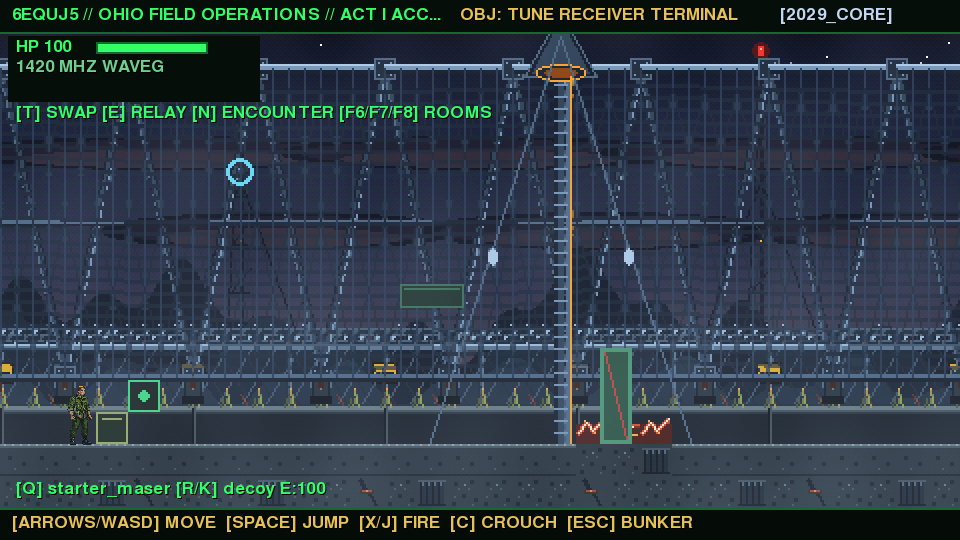 6EQUJ5 // OHIO FIELD OPERATIONS // ACT I ACC... OBJ: TUNE RECEIVER TERMINAL [2029_CORE]
HP 100
1420 MHZ WAVEG
[T] SWAP [E] RELAY [N] ENCOUNTER [F6/F7/F8] ROOMS
[Q] starter_maser [R/K] decoy E:100
[ARROWS/WASD] MOVE [SPACE] JUMP [X/J] FIRE [C] CROUCH [ESC] BUNKER